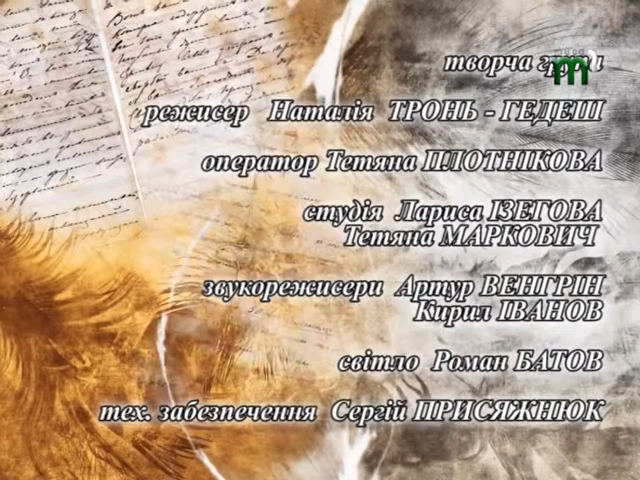 творча
режисер Наталія ТРОНЬ - ГЕДЕШ
оператор Тетяна ПЛОТНІКОВА
студія Лариса ІЗЕГОВА
Тетяна МАРКОВИЧ
звукорежисери Артур ВЕНГРІН
Кирил ІВАНОВ
світло Роман БАТОВ
тех. забезпечення Сергій ПРИСЯЖНЮК